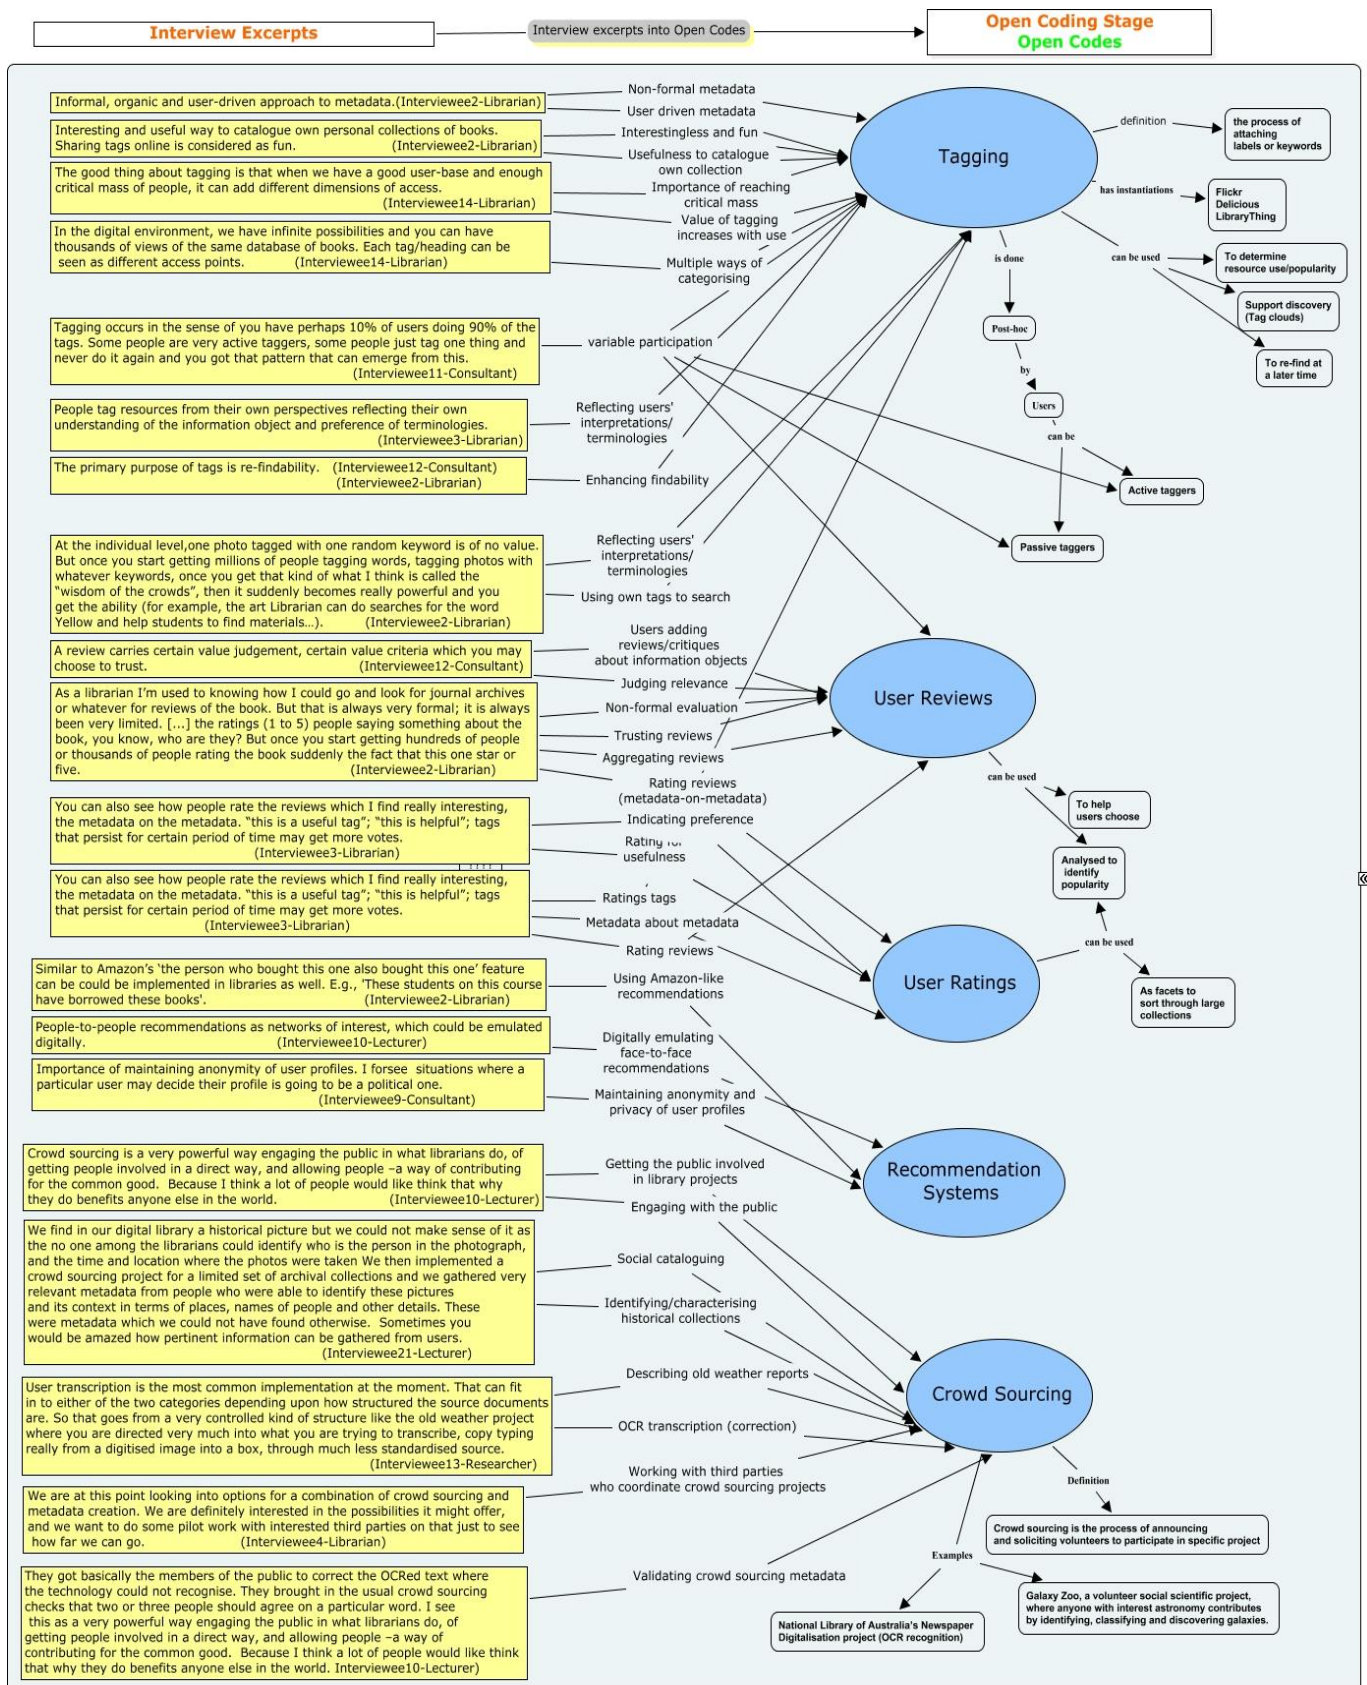 Interview Excerpts
Interview excerpts into Open Codes
Open Coding Stage
Open Codes
Informal, organic and user-driven approach to metadata.(Interviewee2-Librarian)
Non-formal metadata
User driven metadata
Interesting and useful way to catalogue own personal collections of books.
Sharing tags online is considered as fun. (Interviewee2-Librarian)
Interestingless and fun
Usefulness to catalogue
own collection
The good thing about tagging is that when we have a good user-base and enough
critical mass of people, it can add different dimensions of access.
(Interviewee14-Librarian)
Importance of reaching
critical mass
Value of tagging
increases with use
In the digital environment, we have infinite possibilities and you can have
thousands of views of the same database of books. Each tag/heading can be
seen as different access points. (Interviewee14-Librarian)
Multiple ways of
categorising
Tagging occurs in the sense of you have perhaps 10% of users doing 90% of the
tags. Some people are very active taggers, some people just tag one thing and
never do it again and you got that pattern that can emerge from this.
(Interviewee11-Consultant)
variable participation
People tag resources from their own perspectives reflecting their own
understanding of the information object and preference of terminologies.
(Interviewee3-Librarian)
Reflecting users'
interpretations/
terminologies
The primary purpose of tags is re-findability. (Interviewee12-Consultant)
(Interviewee2-Librarian)
Enhancing findability
Tagging
definition
the process of
attaching
labels or keywords
has instantiations
Flickr
Delicious
LibraryThing
can be used
To determine
resource use/popularity
Support discovery
(Tag clouds)
To re-find at
a later time
is done
Post-hoc
by
Users
can be
Active taggers
Passive taggers
At the individual level,one photo tagged with one random keyword is of no value.
But once you start getting millions of people tagging words, tagging photos with
whatever keywords, once you get that kind of what I think is called the
“wisdom of the crowds”, then it suddenly becomes really powerful and you
get the ability (for example, the art Librarian can do searches for the word
Yellow and help students to find materials...). (Interviewee2-Librarian)
Reflecting users'
interpretations/
terminologies
Using own tags to search
A review carries certain value judgement, certain value criteria which you may
choose to trust. (Interviewee12-Consultant)
Users adding
reviews/critiques
about information objects
Judging relevance
As a librarian I’m used to knowing how I could go and look for journal archives
or whatever for reviews of the book. But that is always very formal; it is always
been very limited. [...] the ratings (1 to 5) people saying something about the
book, you know, who are they? But once you start getting hundreds of people
or thousands of people rating the book suddenly the fact that this one star or
five. (Interviewee2-Librarian)
Non-formal evaluation
Trusting reviews
Aggregating reviews
Rating reviews
(metadata-on-metadata)
User Reviews
can be used
To help
users choose
Analysed to
identify
popularity
You can also see how people rate the reviews which I find really interesting,
the metadata on the metadata. “this is a useful tag”; “this is helpful”; tags
that persist for certain period of time may get more votes.
(Interviewee3-Librarian)
Indicating preference
Rating for
usefulness
You can also see how people rate the reviews which I find really interesting,
the metadata on the metadata. “this is a useful tag”; “this is helpful”; tags
that persist for certain period of time may get more votes.
(Interviewee3-Librarian)
Ratings tags
Metadata about metadata
Rating reviews
User Ratings
can be used
As facets to
sort through large
collections
Similar to Amazon’s ‘the person who bought this one also bought this one’ feature
can be could be implemented in libraries as well. E.g., 'These students on this course
have borrowed these books'. (Interviewee2-Librarian)
Using Amazon-like
recommendations
People-to-people recommendations as networks of interest, which could be emulated
digitally. (Interviewee10-Lecturer)
Digitally emulating
face-to-face
recommendations
Importance of maintaining anonymity of user profiles. I forsee situations where a
particular user may decide their profile is going to be a political one.
(Interviewee9-Consultant)
Maintaining anonymity and
privacy of user profiles
Recommendation
Systems
Crowd sourcing is a very powerful way engaging the public in what librarians do, of
getting people involved in a direct way, and allowing people –a way of contributing
for the common good. Because I think a lot of people would like think that why
they do benefits anyone else in the world. (Interviewee10-Lecturer)
Getting the public involved
in library projects
Engaging with the public
We find in our digital library a historical picture but we could not make sense of it as
the no one among the librarians could identify who is the person in the photograph,
and the time and location where the photos were taken We then implemented a
crowd sourcing project for a limited set of archival collections and we gathered very
relevant metadata from people who were able to identify these pictures
and its context in terms of places, names of people and other details. These
were metadata which we could not have found otherwise. Sometimes you
would be amazed how pertinent information can be gathered from users.
(Interviewee21-Lecturer)
Social cataloguing
Identifying/characterising
historical collections
User transcription is the most common implementation at the moment. That can fit
in to either of the two categories depending upon how structured the source documents
are. So that goes from a very controlled kind of structure like the old weather project
where you are directed very much into what you are trying to transcribe, copy typing
really from a digitised image into a box, through much less standardised source.
(Interviewee13-Researcher)
Describing old weather reports
OCR transcription (correction)
We are at this point looking into options for a combination of crowd sourcing and
metadata creation. We are definitely interested in the possibilities it might offer,
and we want to do some pilot work with interested third parties on that just to see
how far we can go. (Interviewee4-Librarian)
Working with third parties
who coordinate crowd sourcing projects
They got basically the members of the public to correct the OCRed text where
the technology could not recognise. They brought in the usual crowd sourcing
checks that two or three people should agree on a particular word. I see
this as a very powerful way engaging the public in what librarians do, of
getting people involved in a direct way, and allowing people –a way of
contributing for the common good. Because I think a lot of people would like think
that why they do benefits anyone else in the world. Interviewee10-Lecturer)
Validating crowd sourcing metadata
Crowd Sourcing
Definition
Crowd sourcing is the process of announcing
and soliciting volunteers to participate in specific project
Examples
National Library of Australia's Newspaper
Digitalisation project (OCR recognition)
Galaxy Zoo, a volunteer social scientific project,
where anyone with interest astronomy contributes
by identifying, classifying and discovering galaxies.